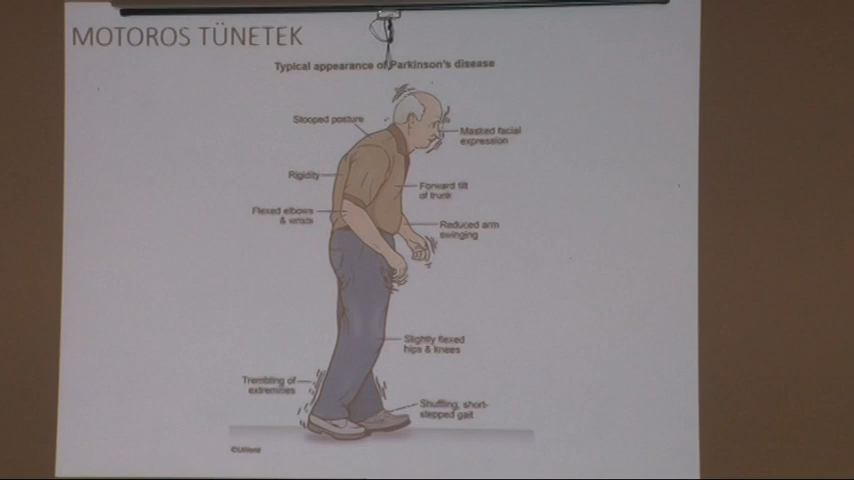 MOTOROS TÜNETEK
Typical appearance of Parkinson's disease
Stooped posture
Masked facial
expression
Rigidity
Forward tilt
of trunk
Flexed elbows
& wrists
Reduced arm
swinging
Slightly flexed
hips & knees
Trembling of
extremities
Shuffling, short-
stepped gait
©UWorld